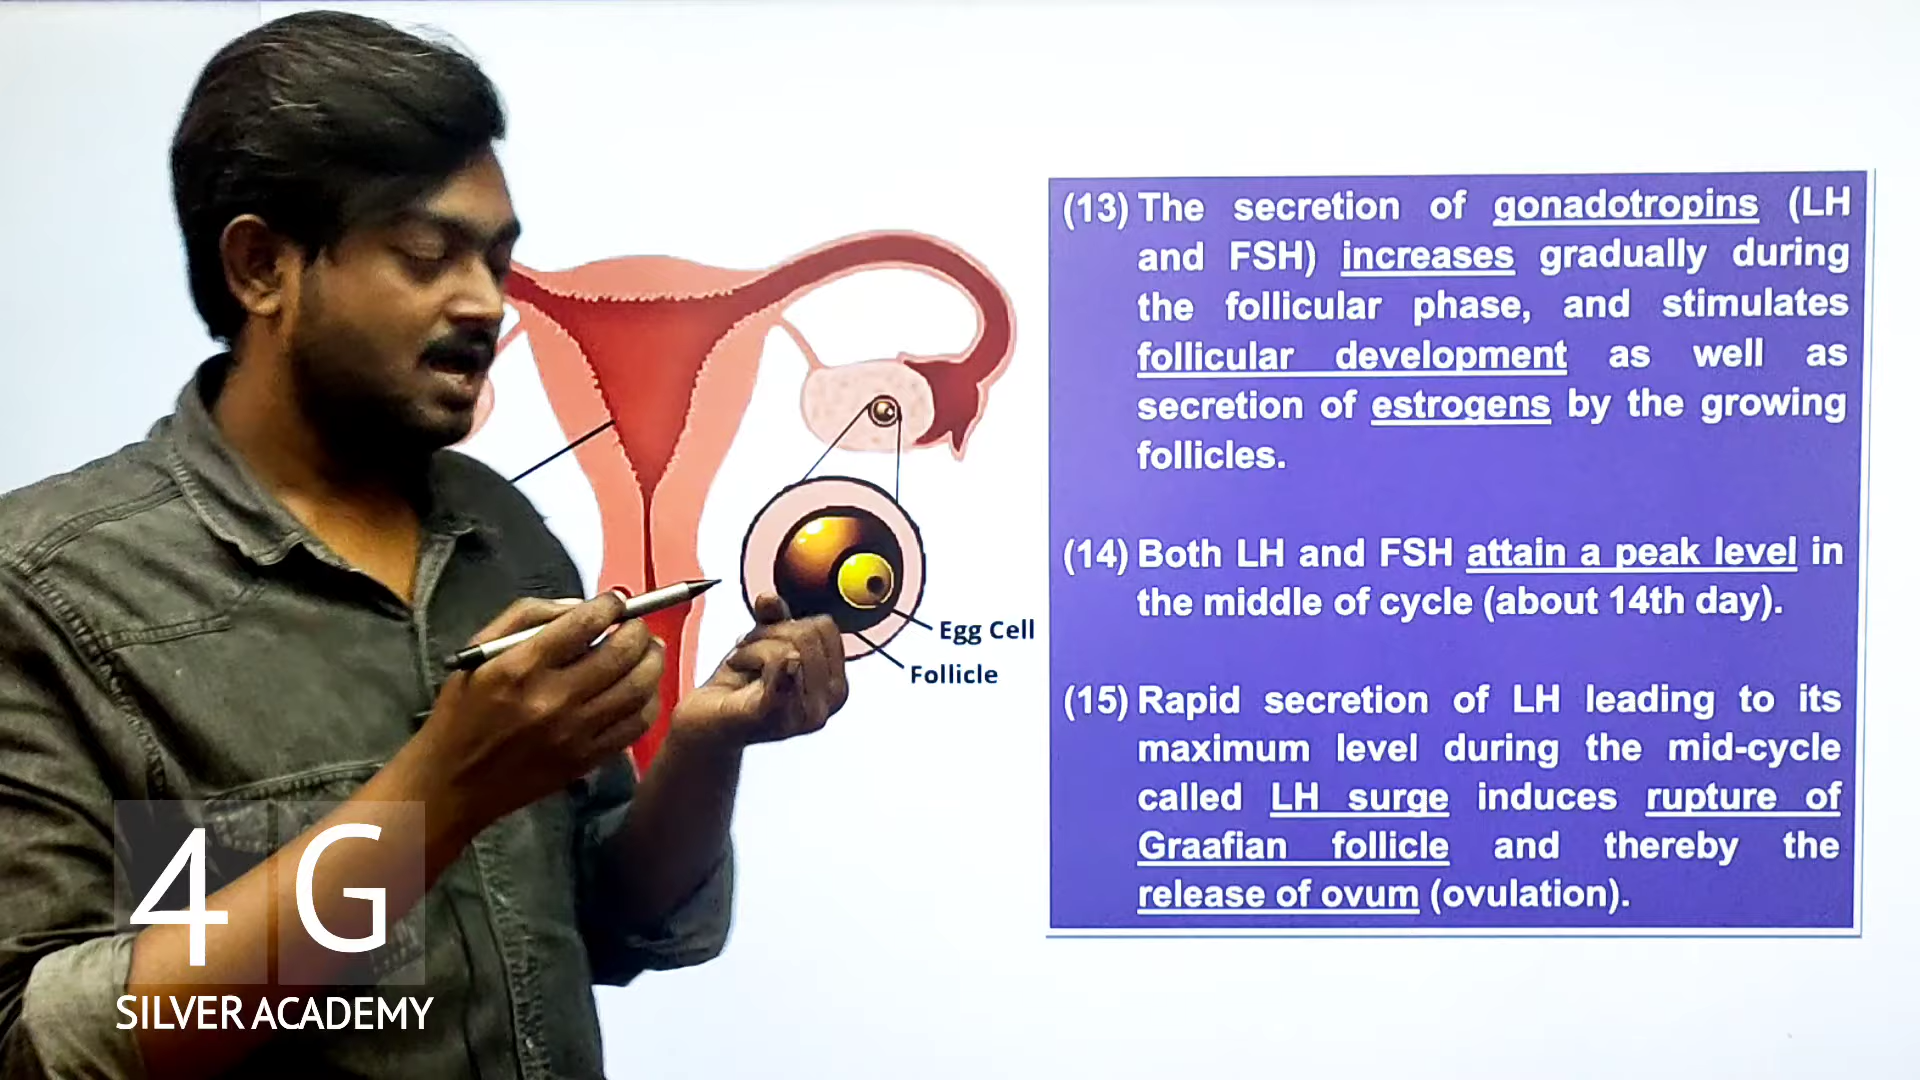 (13) The secretion of gonadotropins (LH
and FSH) increases gradually during
the follicular phase, and stimulates
follicular development as well as
secretion of estrogens by the growing
follicles.
(14) Both LH and FSH attain a peak level in
the middle of cycle (about 14th day).
(15) Rapid secretion of LH leading to its
maximum level during the mid-cycle
called LH surge induces rupture of
Graafian follicle and thereby the
release of ovum (ovulation).
Egg Cell
Follicle
4 G
SILVER ACADEMY